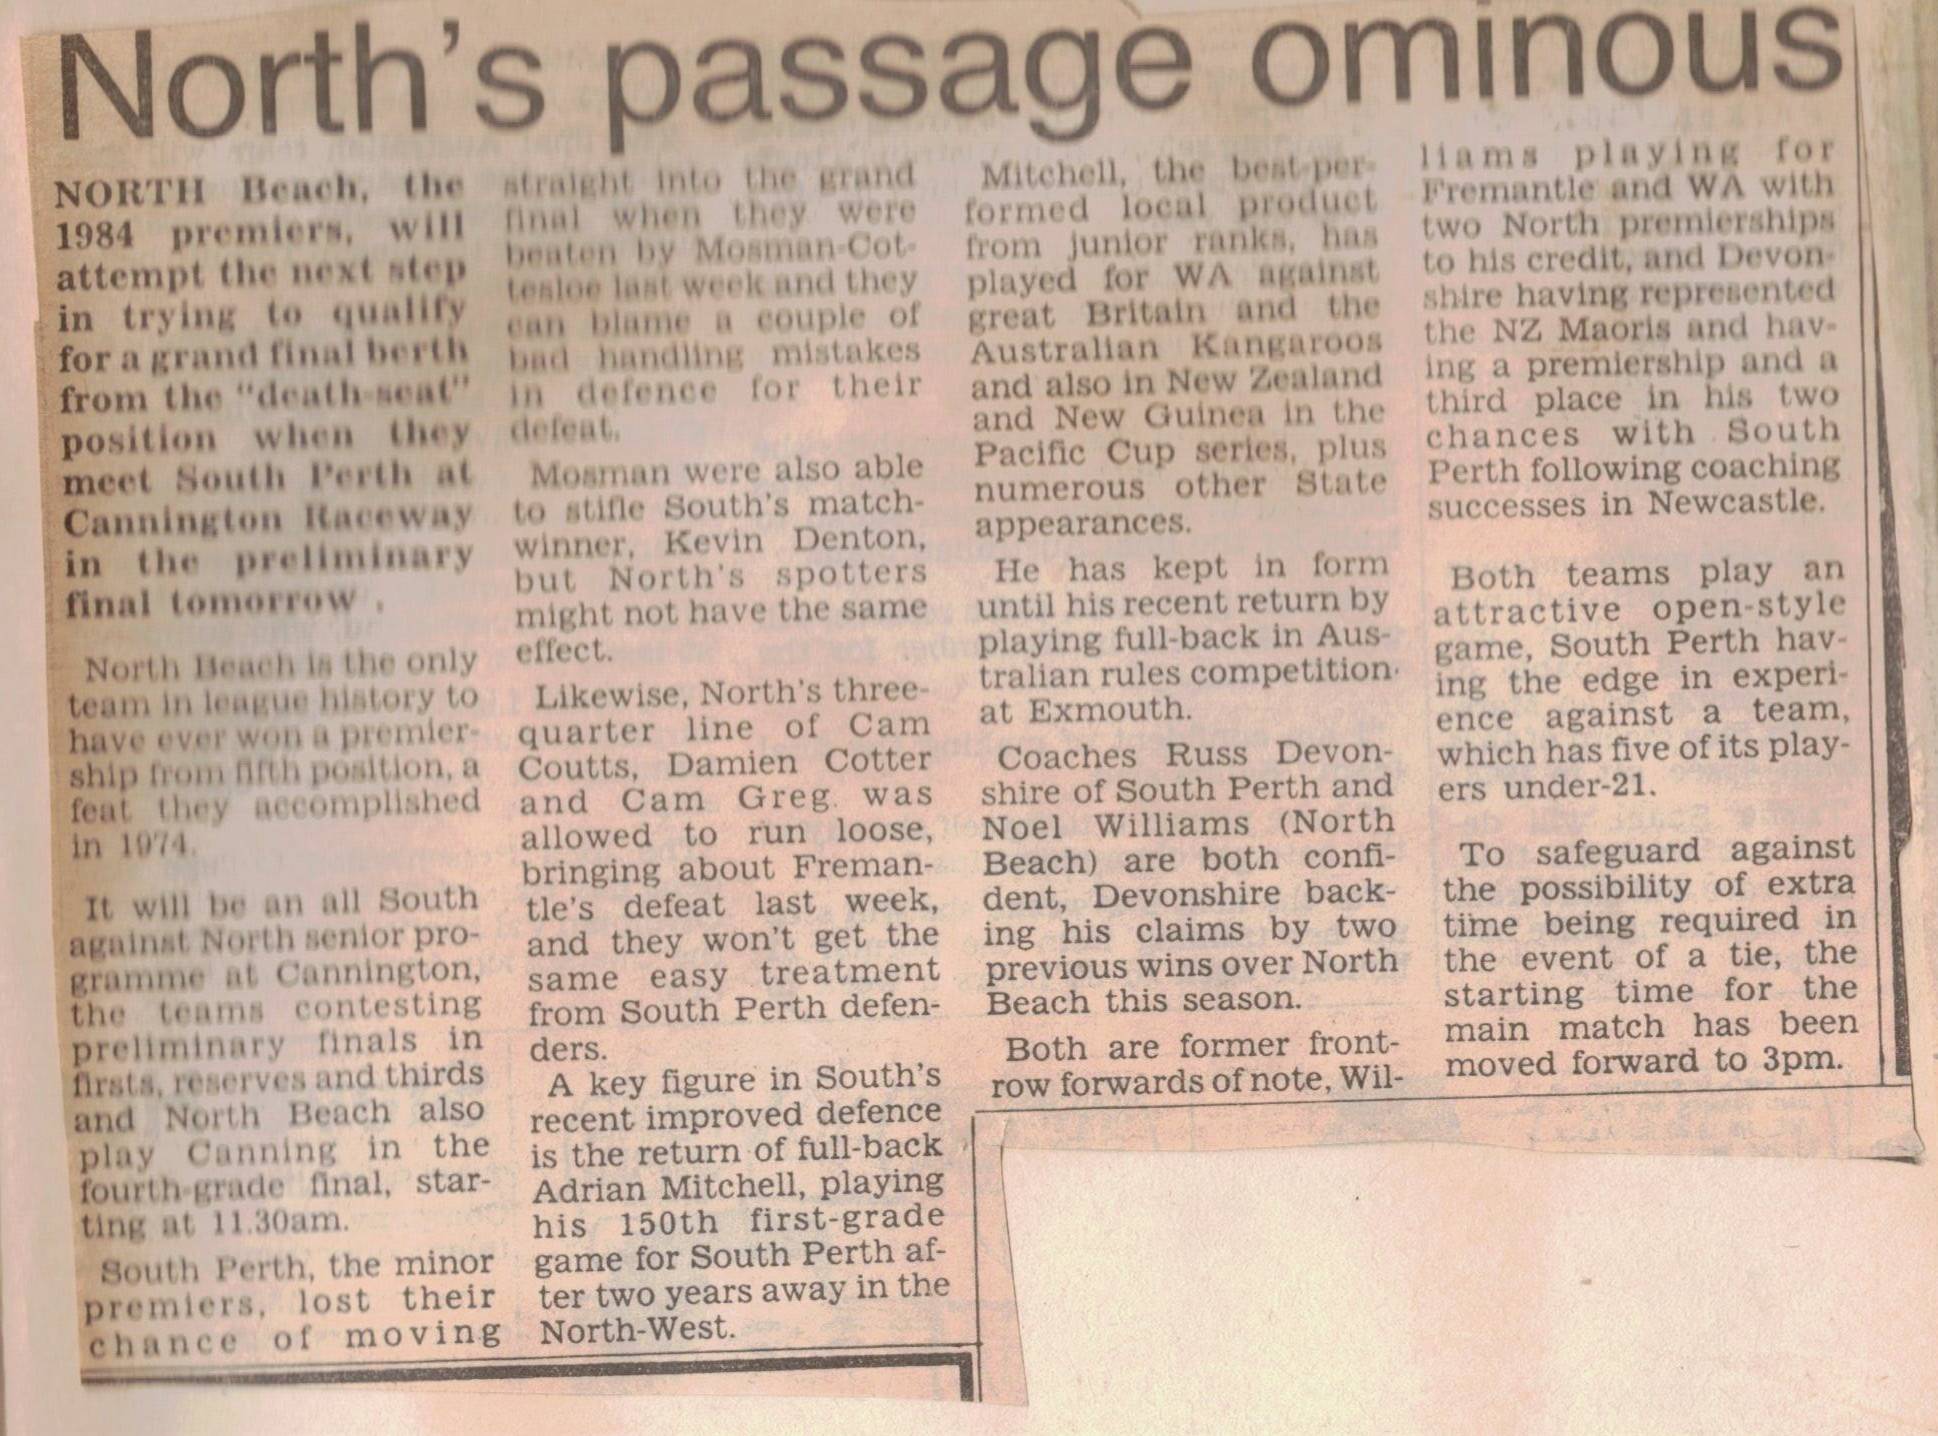 North's passage ominous
NORTH Beach, the
1984 premiers, will
attempt the next step
in trying to qualify
for a grand final berth
from the "death-seat"
position when they
meet South Perth at
Cannington Raceway
in the preliminary
final tomorrow .
North Beach is the only
team in league history to
have ever won a premier-
ship from fifth position, a
feat they accomplished
in 1974.
It will be an all South
against North senior pro-
gramme at Cannington,
the teams contesting
preliminary finals in
firsts, reserves and thirds
and North Beach also
play Canning in the
fourth-grade final, star-
ting at 11.30am.
South Perth, the minor
premiers, lost their
chance of moving
straight into the grand
final when they were
beaten by Mosman-Cot-
tesloe last week and they
can blame a couple of
bad handling mistakes
in defence for their
defeat.
Mosman were also able
to stifle South's match-
winner, Kevin Denton,
but North's spotters
might not have the same
effect.
Likewise, North's three-
quarter line of Cam
Coutts, Damien Cotter
and Cam Greg was
allowed to run loose,
bringing about Freman-
tle's defeat last week,
and they won't get the
same easy treatment
from South Perth defen-
ders.
A key figure in South's
recent improved defence
is the return of full-back
Adrian Mitchell, playing
his 150th first-grade
game for South Perth af-
ter two years away in the
North-West.
Mitchell, the best-per-
formed local product
from junior ranks, has
played for WA against
great Britain and the
Australian Kangaroos
and also in New Zealand
and New Guinea in the
Pacific Cup series, plus
numerous other State
appearances.
He has kept in form
until his recent return by
playing full-back in Aus-
tralian rules competition
at Exmouth.
Coaches Russ Devon-
shire of South Perth and
Noel Williams (North
Beach) are both confi-
dent, Devonshire back-
ing his claims by two
previous wins over North
Beach this season.
Both are former front-
row forwards of note, Wil-
liams playing for
Fremantle and WA with
two North premierships
to his credit, and Devon-
shire having represented
the NZ Maoris and hav-
ing a premiership and a
third place in his two
chances with South
Perth following coaching
successes in Newcastle.
Both teams play an
attractive open-style
game, South Perth hav-
ing the edge in experi-
ence against a team,
which has five of its play-
ers under-21.
To safeguard against
the possibility of extra
time being required in
the event of a tie, the
starting time for the
main match has been
moved forward to 3pm.